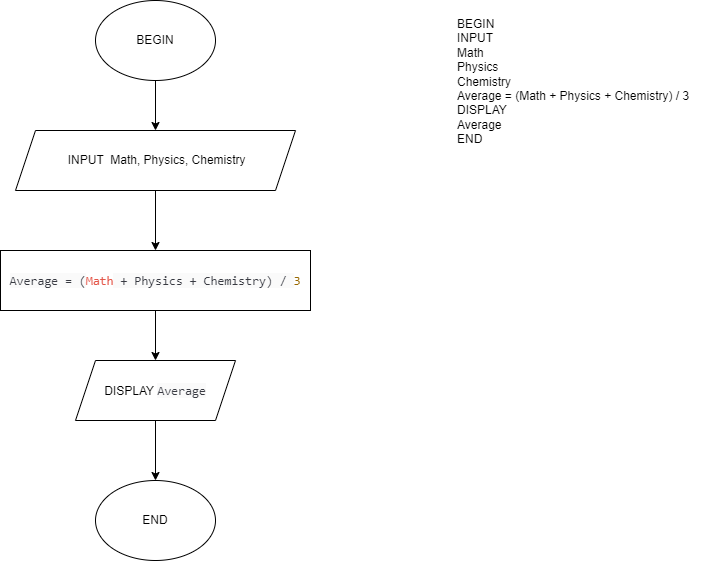 BEGIN
INPUT Math, Physics, Chemistry
Average = (Math + Physics + Chemistry) / 3
DISPLAY Average
END
BEGIN
INPUT
Math
Physics
Chemistry
Average = (Math + Physics + Chemistry) / 3
DISPLAY
Average
END